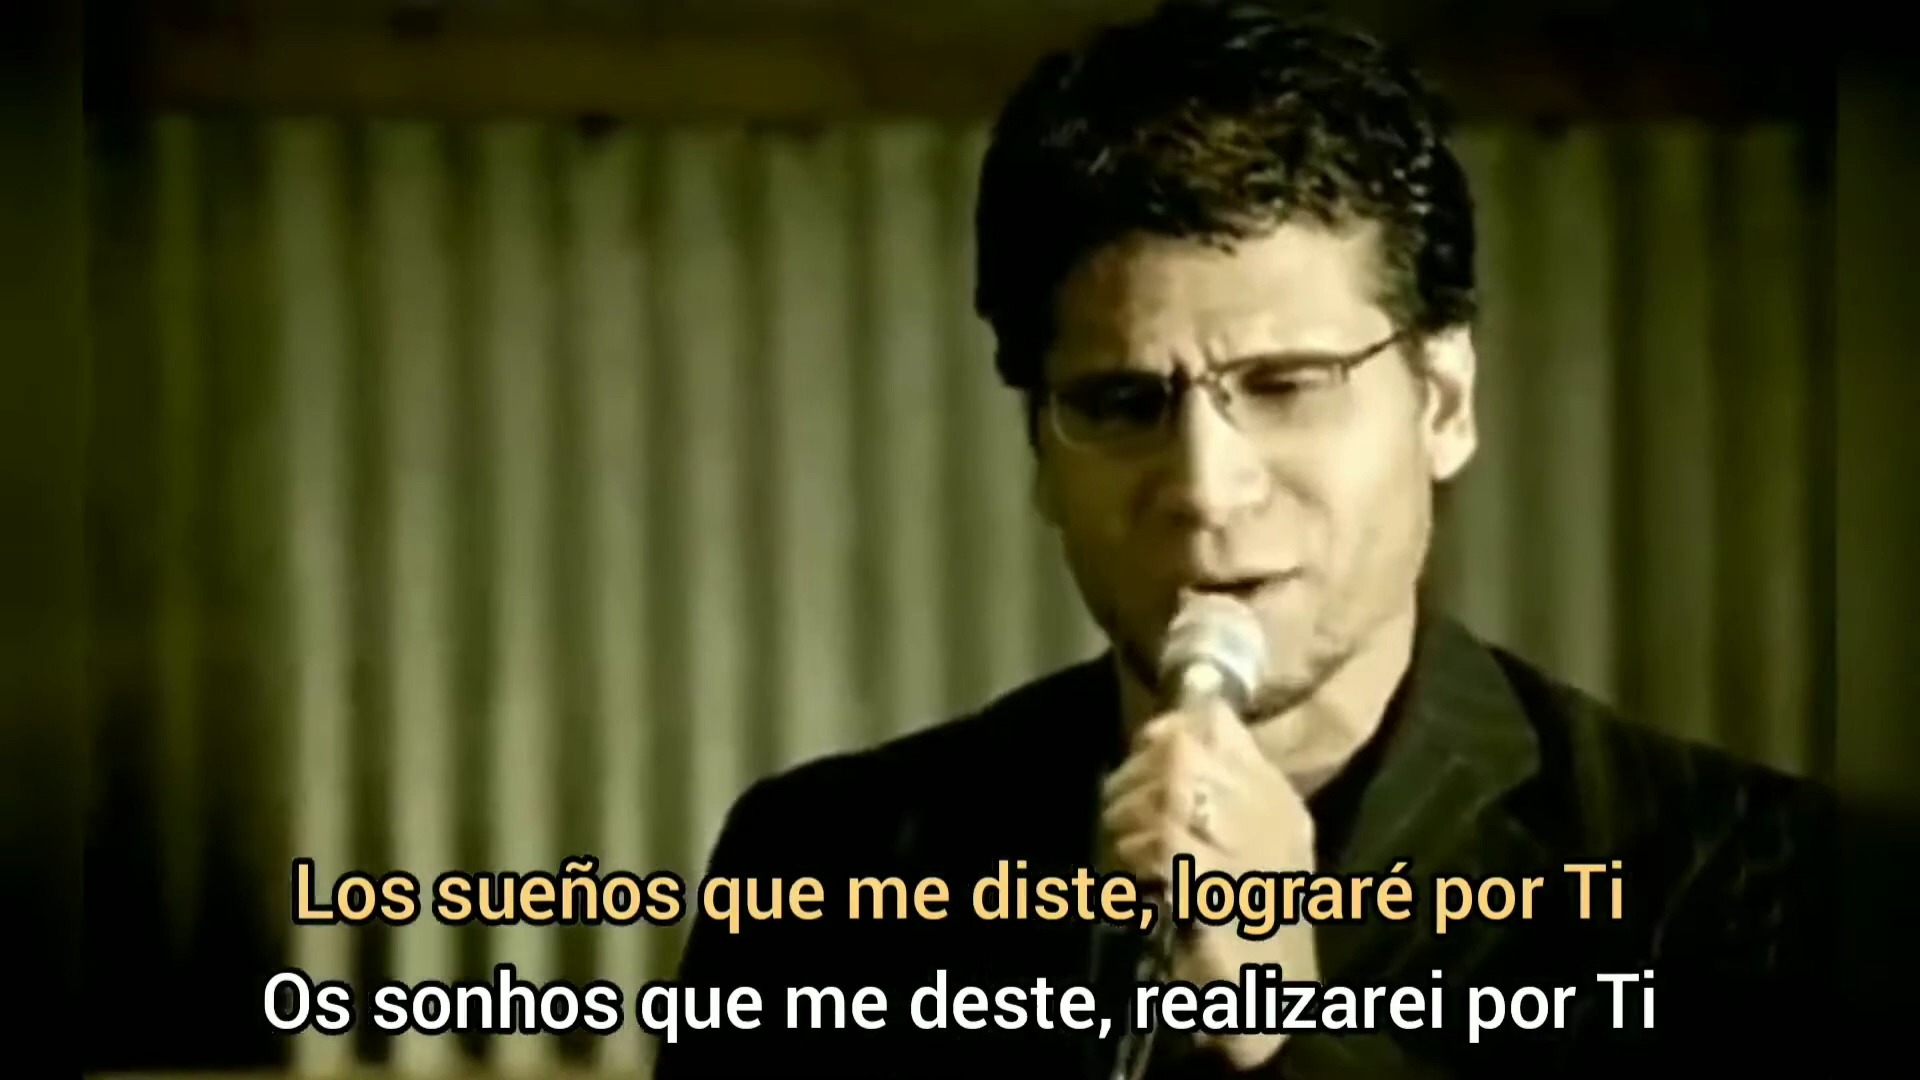 Los sueños que me diste, lograré por Ti
Os sonhos que me deste, realizarei por Ti